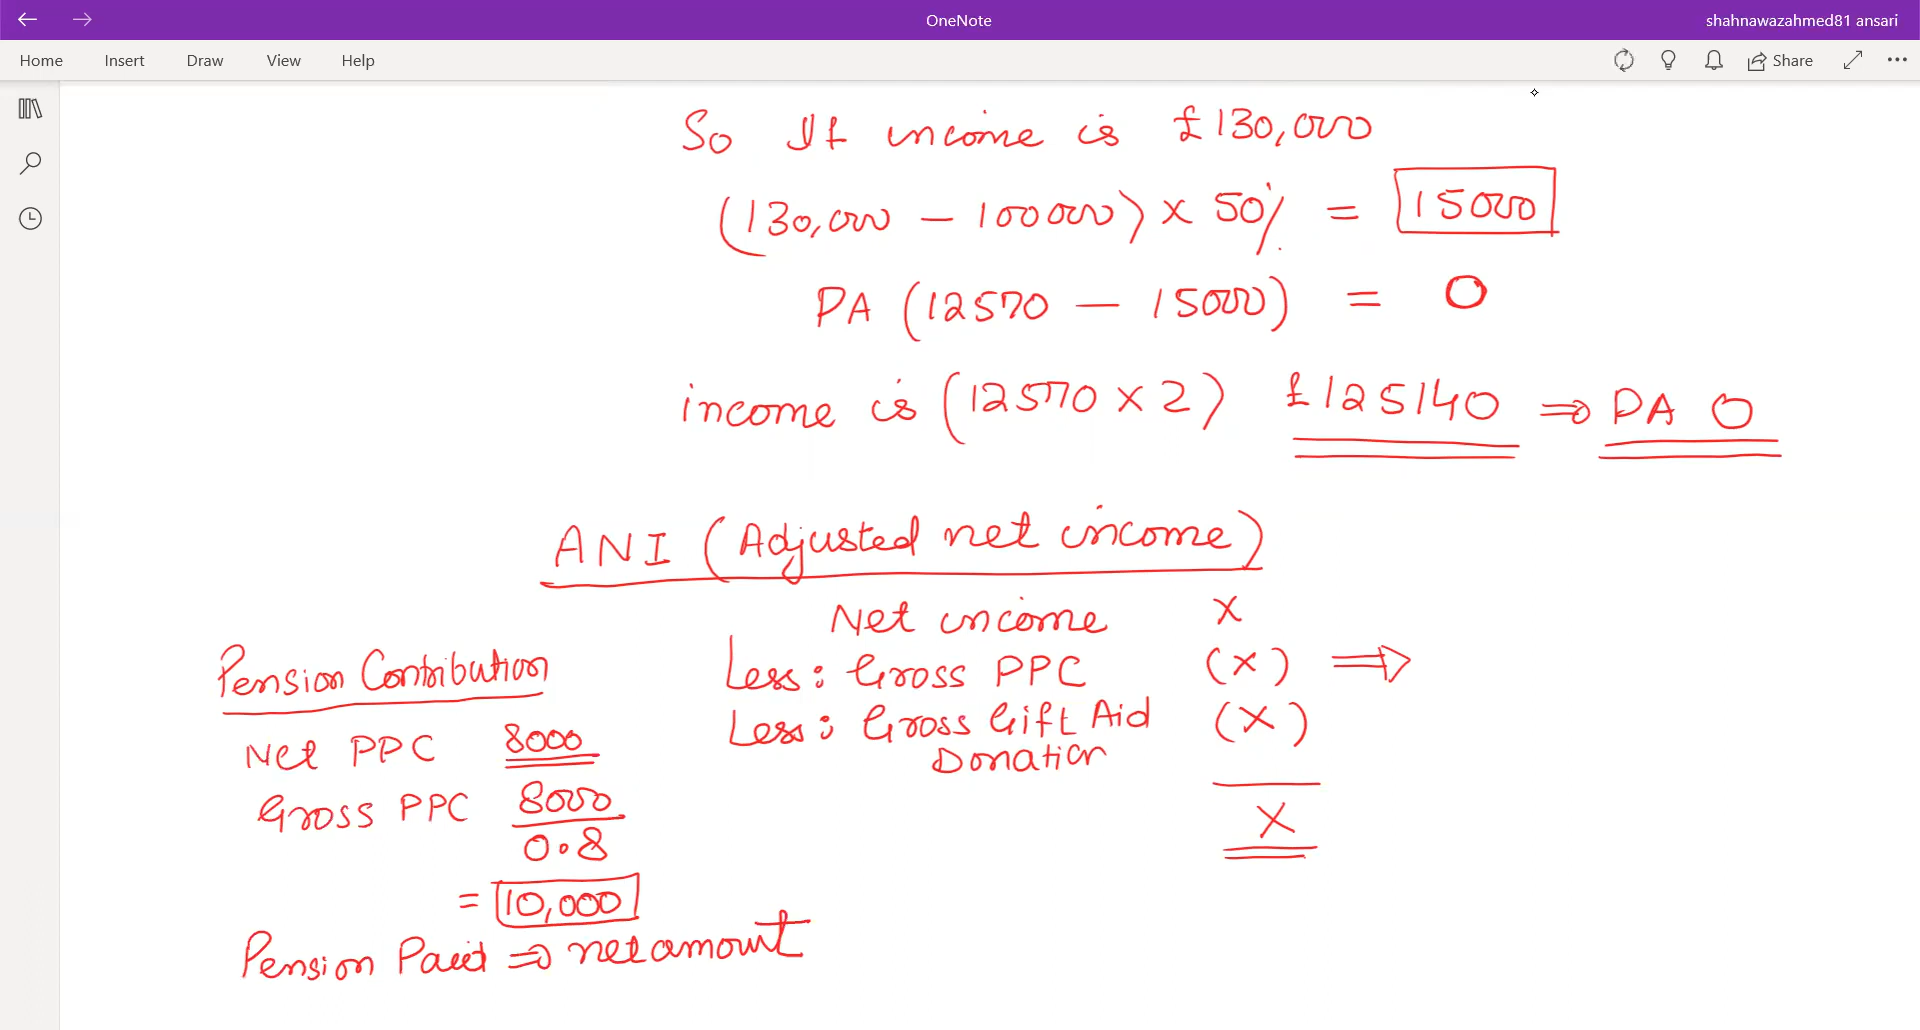 OneNote
shahnawazahmed81 ansari
Home Insert Draw View Help
Share
So If income is £130,000
(130,000 – 100000) x 50% = 15000
PA (12570 – 15000) = 0
income is (12570 x 2) £125140 ⇒ PA 0
ANI (Adjusted net income)
Net income X
Less: Gross PPC (X) ⇒
Less: Gross Gift Aid (X)
Donation
X
Pension Contribution
Net PPC 8000
Gross PPC 8000
0.8
= 10,000
Pension Paid ⇒ net amount